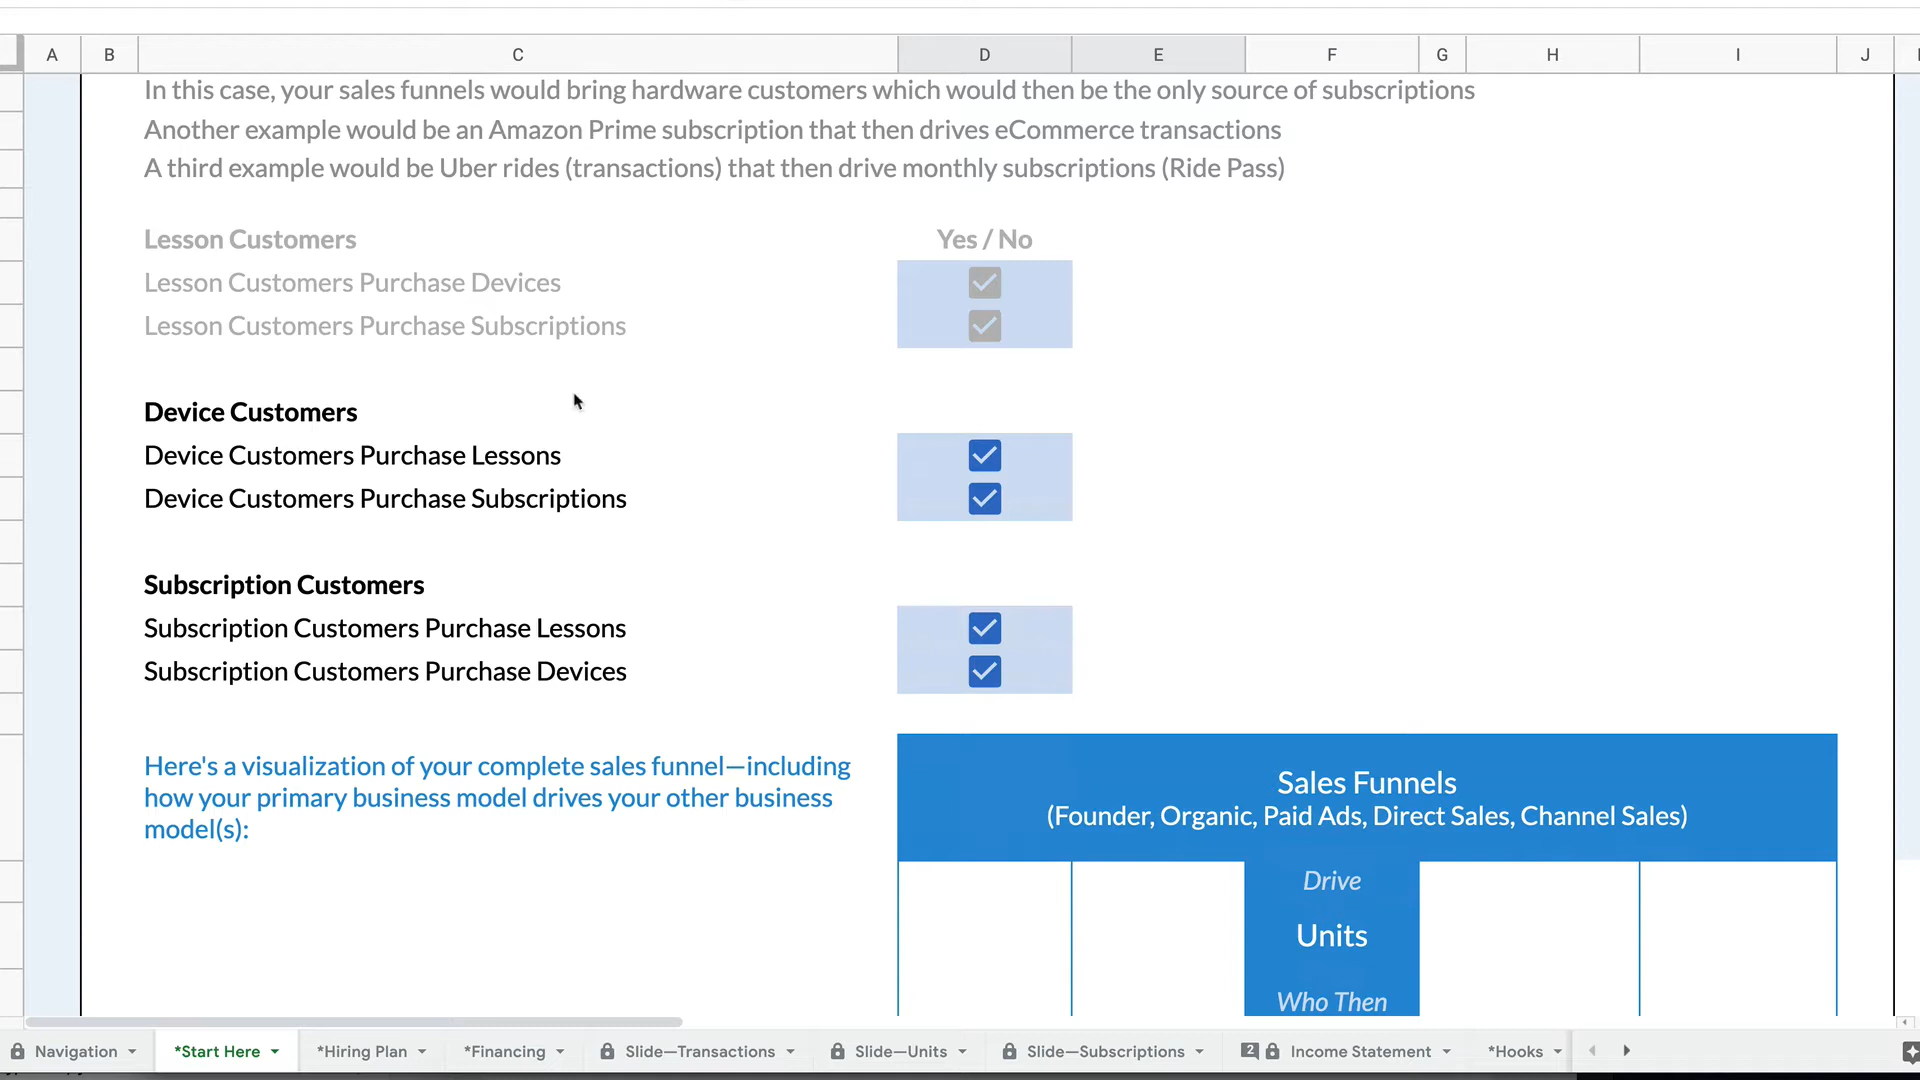 A B C D E F G H I J
In this case, your sales funnels would bring hardware customers which would then be the only source of subscriptions
Another example would be an Amazon Prime subscription that then drives eCommerce transactions
A third example would be Uber rides (transactions) that then drive monthly subscriptions (Ride Pass)
Lesson Customers Yes / No
Lesson Customers Purchase Devices
Lesson Customers Purchase Subscriptions
Device Customers
Device Customers Purchase Lessons
Device Customers Purchase Subscriptions
Subscription Customers
Subscription Customers Purchase Lessons
Subscription Customers Purchase Devices
Here's a visualization of your complete sales funnel—including
how your primary business model drives your other business
model(s):
Sales Funnels
(Founder, Organic, Paid Ads, Direct Sales, Channel Sales)
Drive
Units
Who Then
Navigation *Start Here *Hiring Plan *Financing Slide—Transactions Slide—Units Slide—Subscriptions 2 Income Statement *Hooks